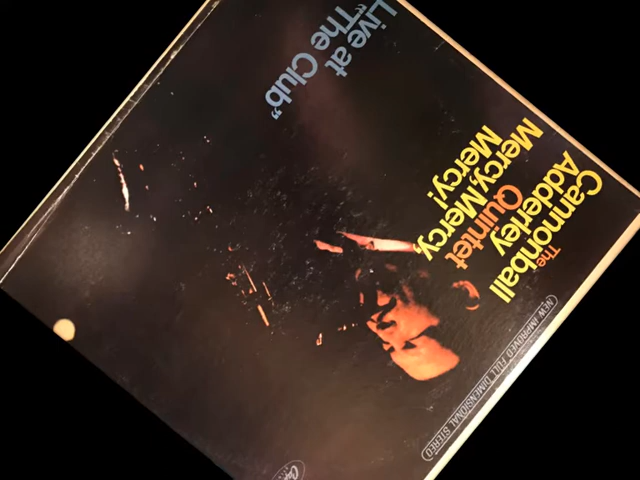 NEW IMPROVED FULL DIMENSIONAL STEREO
The
Cannonball
Adderley
Quintet
Mercy, Mercy,
Mercy!
Live at
"The Club"